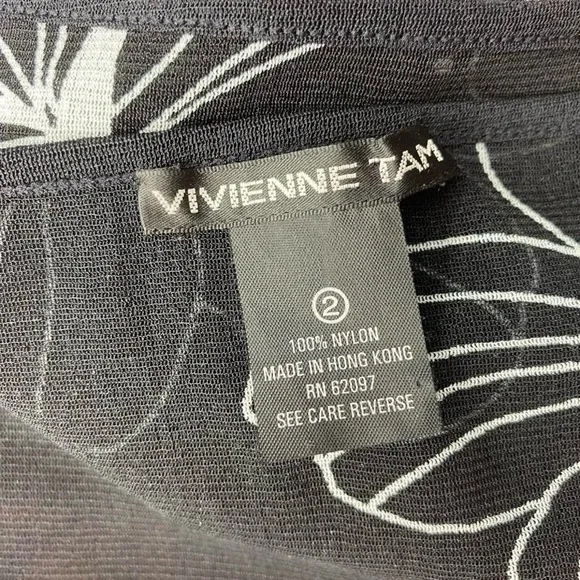 VIVIENNE TAM
2
100% NYLON
MADE IN HONG KONG
RN 62097
SEE CARE REVERSE